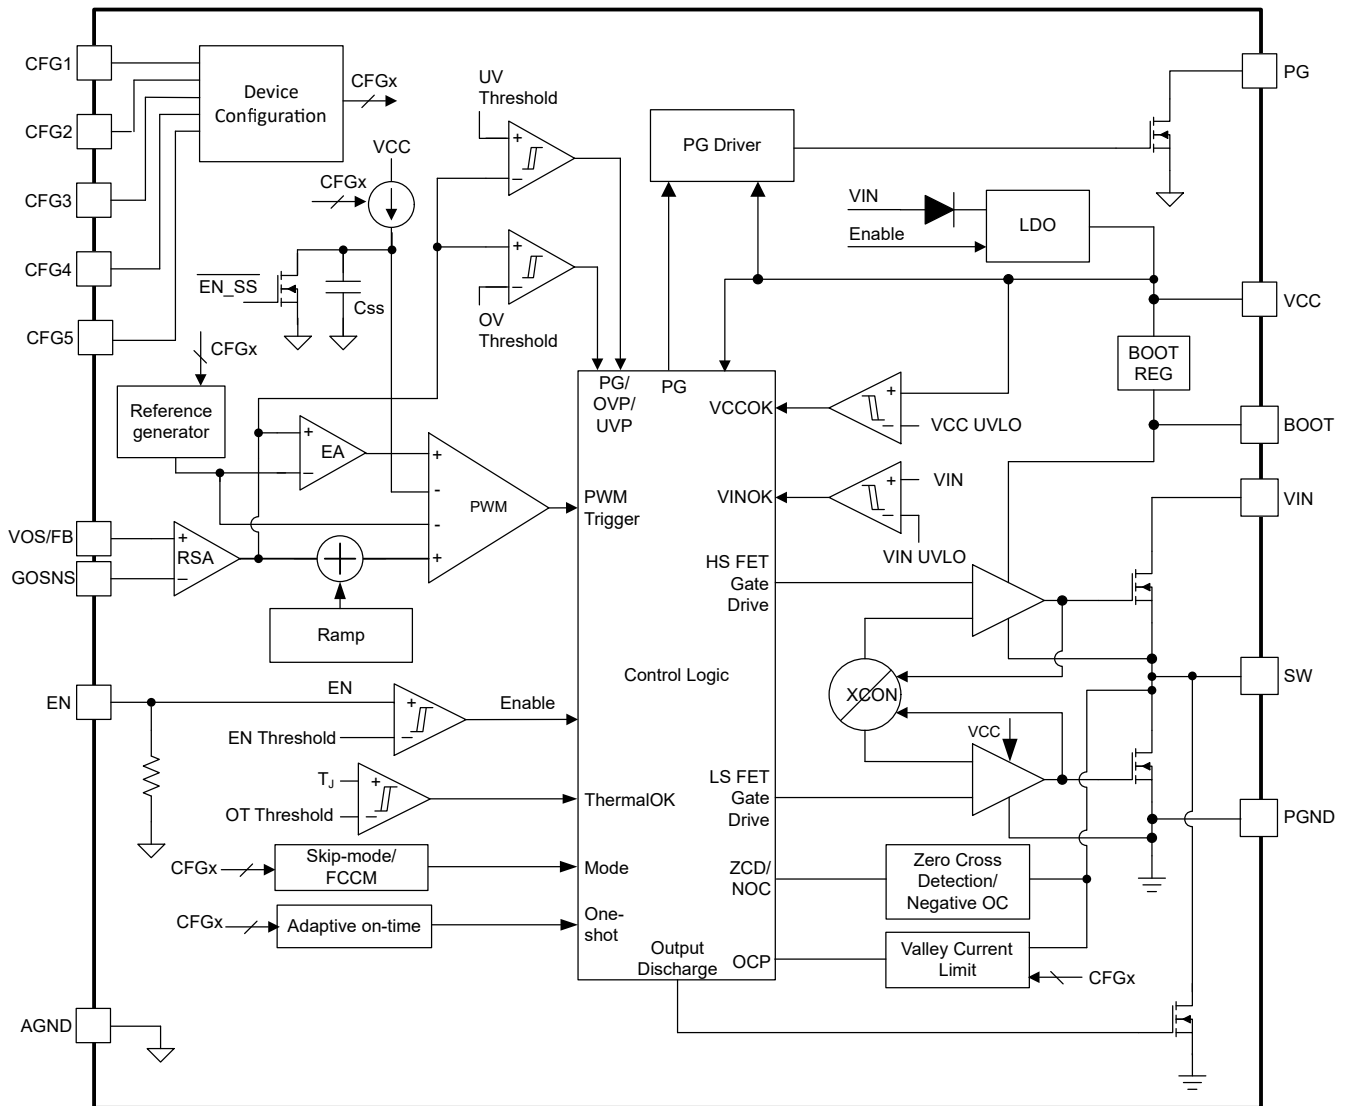 CFG1
CFG2
CFG3
CFG4
CFG5
Device
Configuration
CFGx
UV
Threshold
VCC
CFGx
EN_SS
Css
OV
Threshold
CFGx
Reference
generator
+
−
EA
+
-
-
+
PWM
VOS/FB
GOSNS
+
−
RSA
Ramp
+
−
+
−
PG Driver
PG
VIN
Enable
LDO
VCC
BOOT
REG
BOOT
VIN
PG/
OVP/
UVP
PG
VCCOK
+
−
VCC UVLO
VINOK
+
−
VIN
VIN UVLO
PWM
Trigger
HS FET
Gate
Drive
Control Logic
XCON
SW
EN
EN
+
−
EN Threshold
Enable
TJ
+
−
OT Threshold
ThermalOK
VCC
LS FET
Gate
Drive
PGND
CFGx
Skip-mode/
FCCM
Mode
ZCD/
NOC
Zero Cross
Detection/
Negative OC
CFGx
Adaptive on-time
One-
shot
Output
Discharge
OCP
Valley Current
Limit
CFGx
AGND